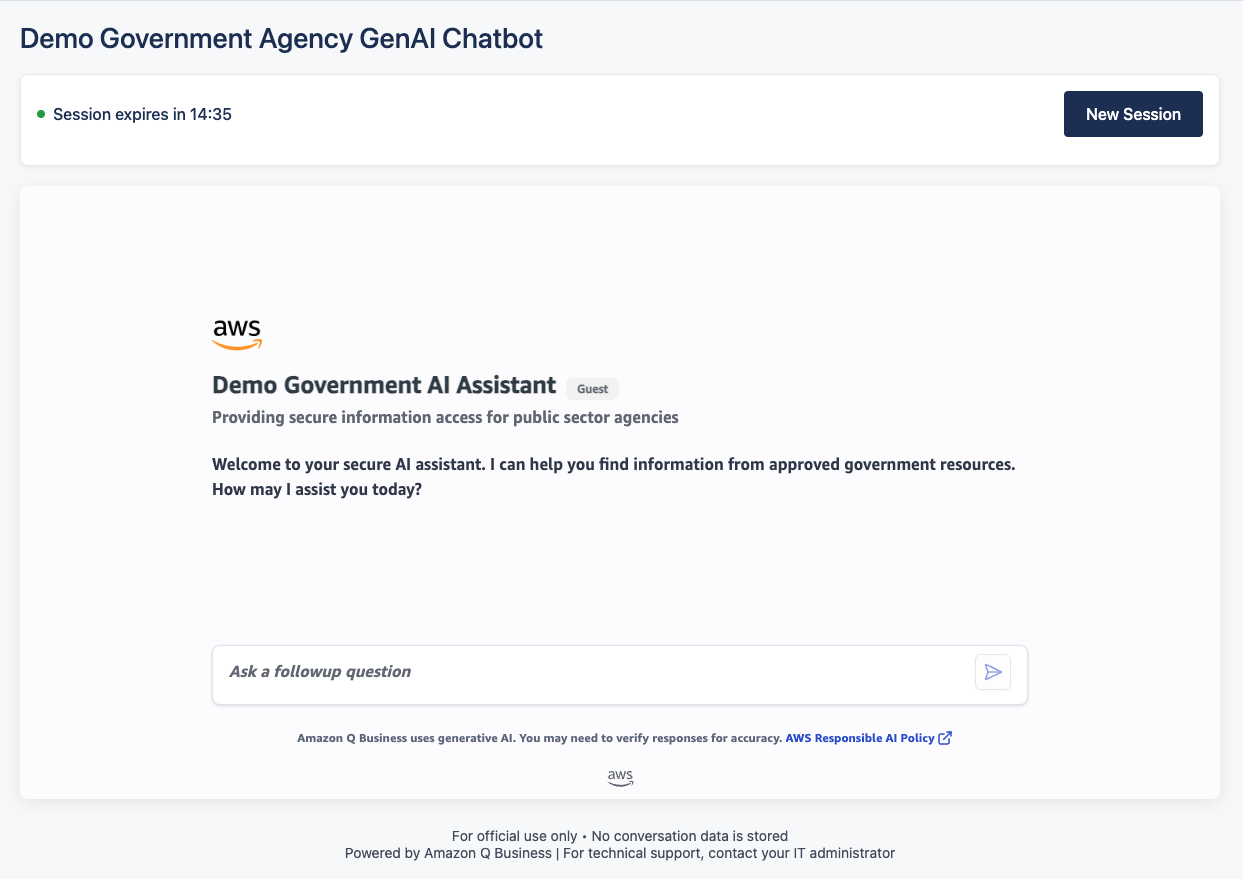 Demo Government Agency GenAI Chatbot
Session expires in 14:35
New Session
aws
Demo Government AI Assistant Guest
Providing secure information access for public sector agencies
Welcome to your secure AI assistant. I can help you find information from approved government resources.
How may I assist you today?
Ask a followup question
Amazon Q Business uses generative AI. You may need to verify responses for accuracy. AWS Responsible AI Policy
aws
For official use only • No conversation data is stored
Powered by Amazon Q Business | For technical support, contact your IT administrator